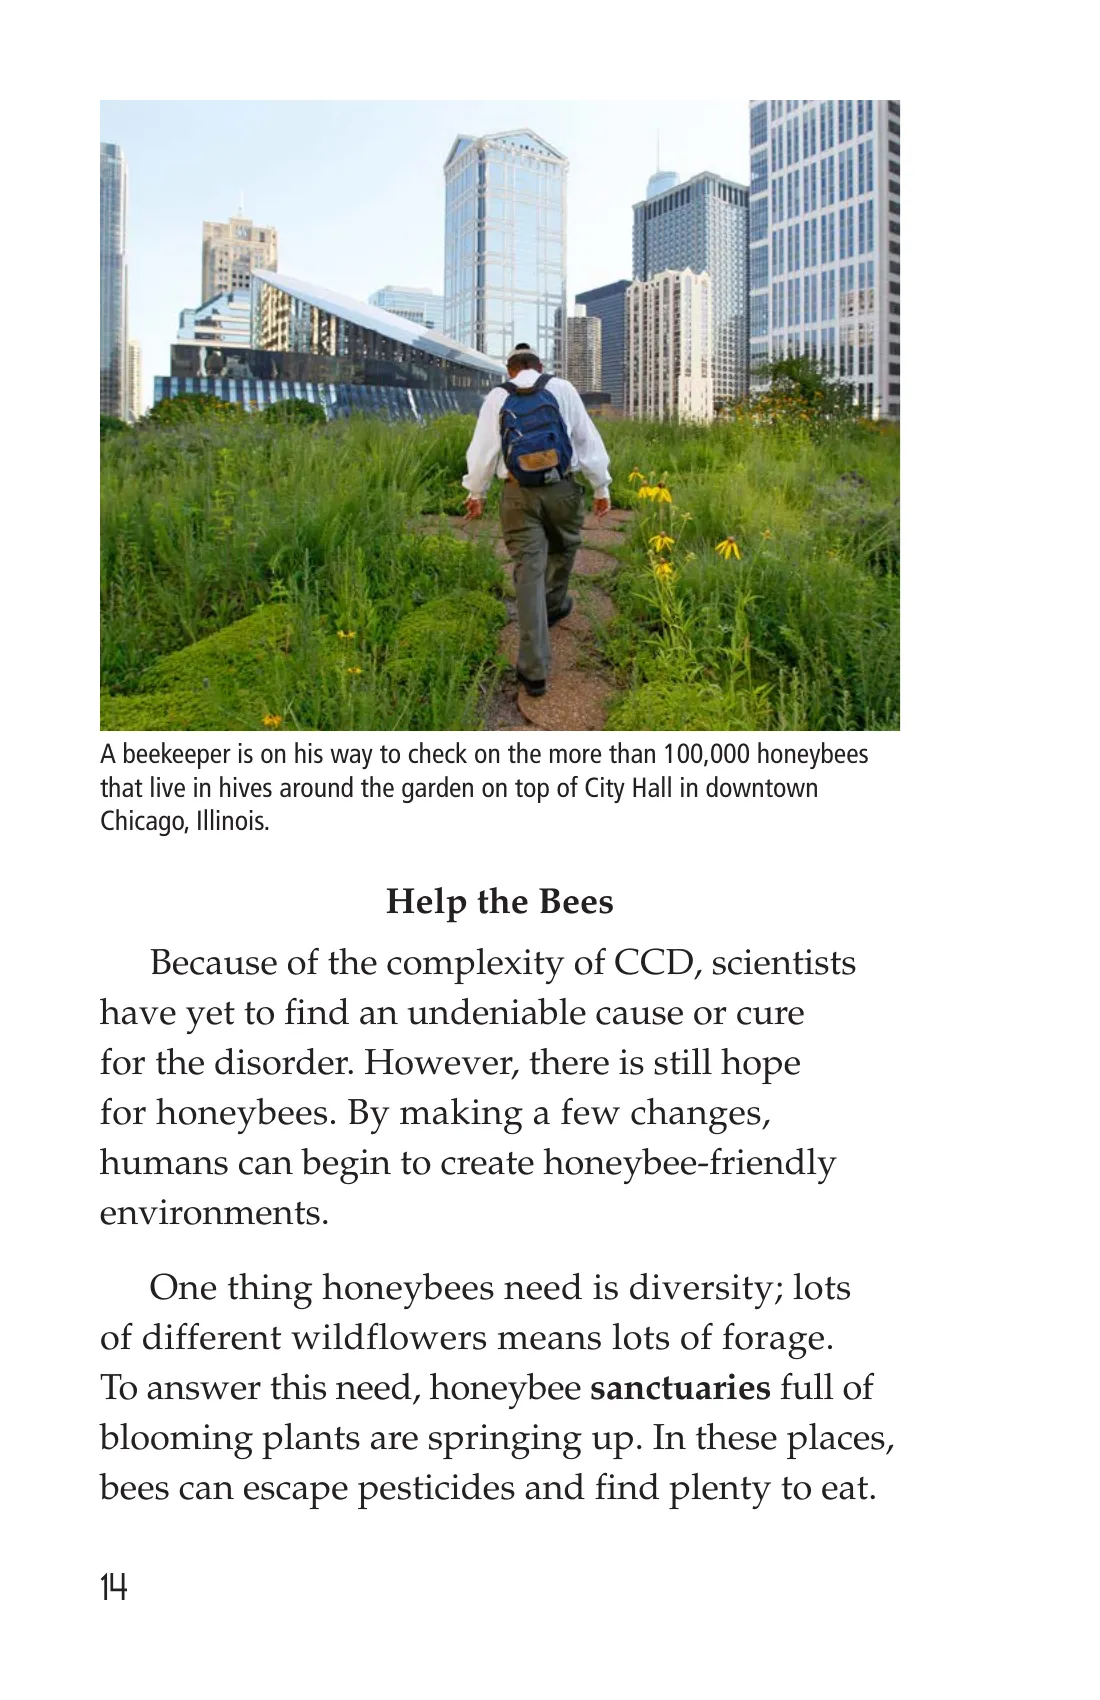 A beekeeper is on his way to check on the more than 100,000 honeybees
that live in hives around the garden on top of City Hall in downtown
Chicago, Illinois.
Help the Bees
Because of the complexity of CCD, scientists
have yet to find an undeniable cause or cure
for the disorder. However, there is still hope
for honeybees. By making a few changes,
humans can begin to create honeybee-friendly
environments.
One thing honeybees need is diversity; lots
of different wildflowers means lots of forage.
To answer this need, honeybee sanctuaries full of
blooming plants are springing up. In these places,
bees can escape pesticides and find plenty to eat.
14